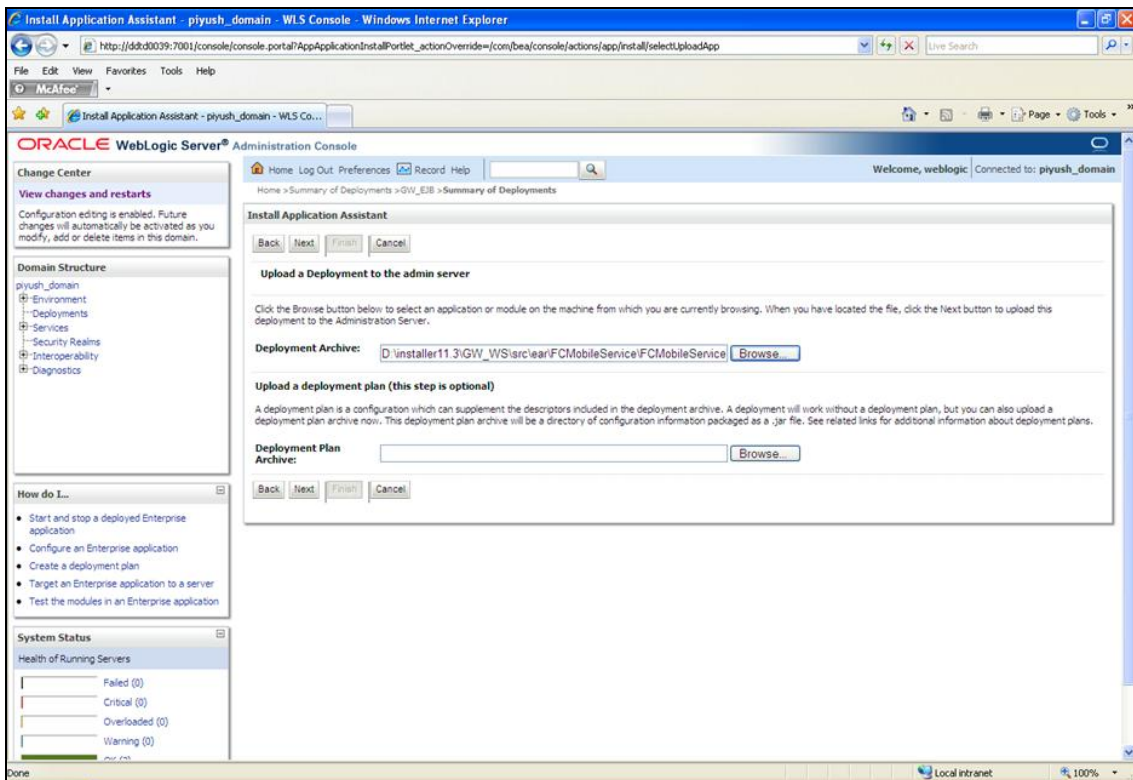 Install Application Assistant - piyush_domain - WLS Console - Windows Internet Explorer
http://ddtd0039:7001/console/console.portal?AppApplicationInstallPortlet_actionOverride=/com/bea/console/actions/app/install/selectUploadApp
Live Search
File Edit View Favorites Tools Help
McAfee
Install Application Assistant - piyush_domain - WLS Co...
Page Tools
ORACLE WebLogic Server® Administration Console
Change Center
View changes and restarts
Configuration editing is enabled. Future
changes will automatically be activated as you
modify, add or delete items in this domain.
Domain Structure
piyush_domain
Environment
Deployments
Services
Security Realms
Interoperability
Diagnostics
How do I...
Start and stop a deployed Enterprise
application
Configure an Enterprise application
Create a deployment plan
Target an Enterprise application to a server
Test the modules in an Enterprise application
System Status
Health of Running Servers
Failed (0)
Critical (0)
Overloaded (0)
Warning (0)
Home Log Out Preferences Record Help
Welcome, weblogic Connected to: piyush_domain
Home >Summary of Deployments >GW_EJB >Summary of Deployments
Install Application Assistant
Back Next Finish Cancel
Upload a Deployment to the admin server
Click the Browse button below to select an application or module on the machine from which you are currently browsing. When you have located the file, click the Next button to upload this
deployment to the Administration Server.
Deployment Archive: D:\installer11.3\GW_WS\src\ear\FCMobileService\FCMobileService Browse...
Upload a deployment plan (this step is optional)
A deployment plan is a configuration which can supplement the descriptors included in the deployment archive. A deployment will work without a deployment plan, but you can also upload a
deployment plan archive now. This deployment plan archive will be a directory of configuration information packaged as a .jar file. See related links for additional information about deployment plans.
Deployment Plan
Archive: Browse...
Back Next Finish Cancel
Done
Local intranet
100%